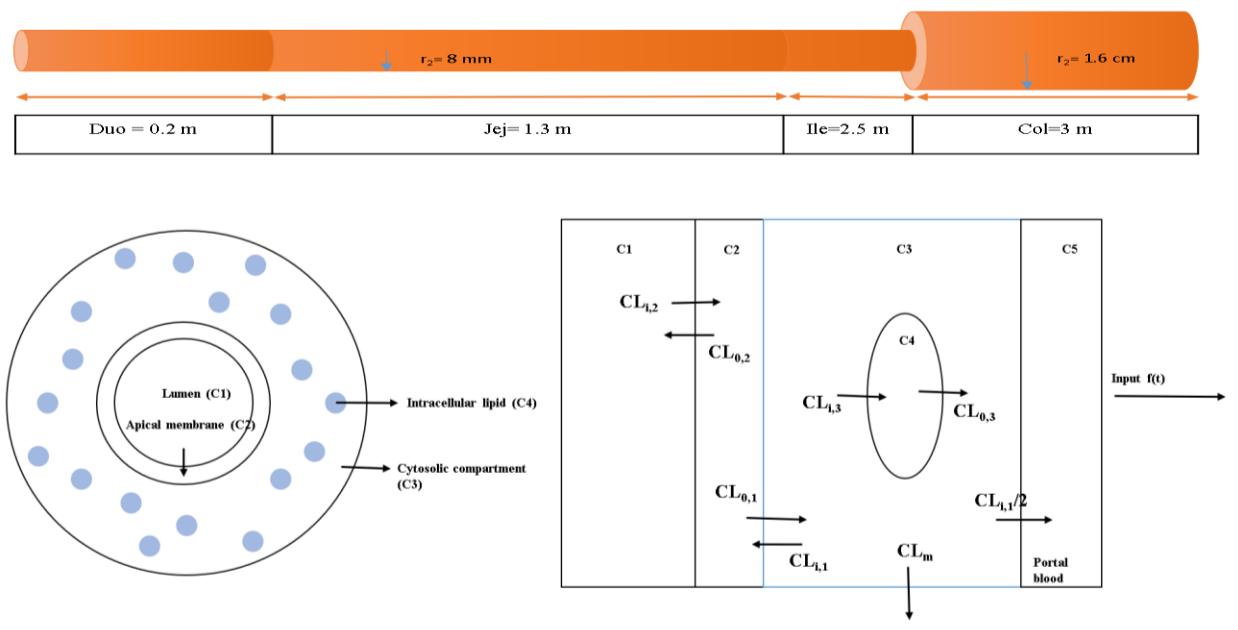 r2= 8 mm
r2= 1.6 cm
Duo = 0.2 m
Jej= 1.3 m
Ile=2.5 m
Col=3 m
Lumen (C1)
Apical membrane (C2)
Intracellular lipid (C4)
Cytosolic compartment
(C3)
C1
C2
C3
C5
CLi,2
CL0,2
C4
CLi,3
CL0,3
Input f(t)
CL0,1
CLi,1
CLi,1/2
CLm
Portal
blood